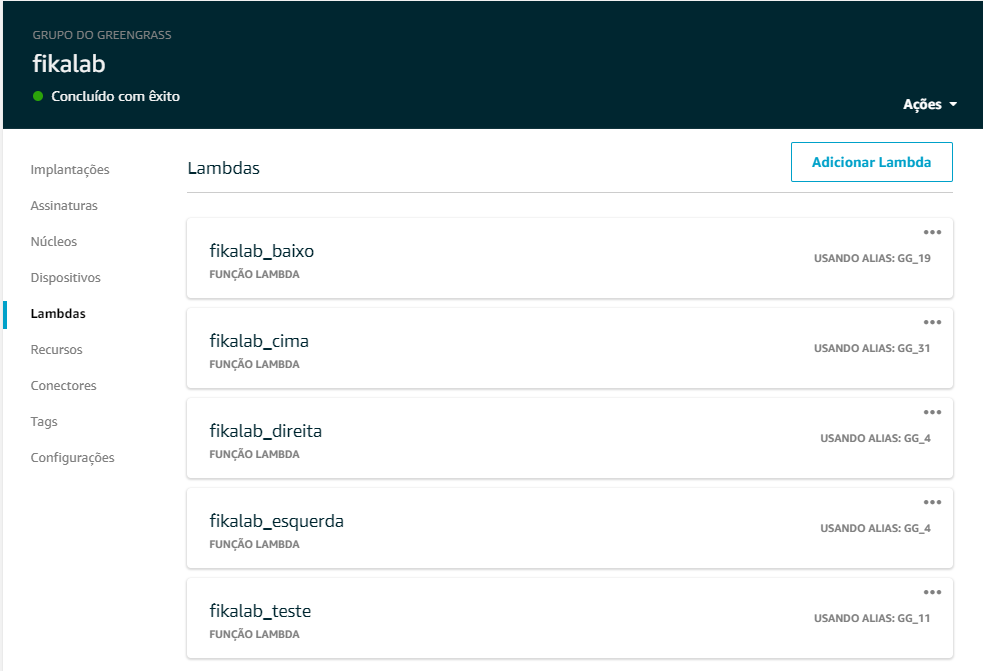 GRUPO DO GREENGRASS
fikalab
Concluído com êxito
Ações
Implantações
Assinaturas
Núcleos
Dispositivos
Lambdas
Recursos
Conectores
Tags
Configurações
Lambdas
Adicionar Lambda
fikalab_baixo
FUNÇÃO LAMBDA
USANDO ALIAS: GG_19
fikalab_cima
FUNÇÃO LAMBDA
USANDO ALIAS: GG_31
fikalab_direita
FUNÇÃO LAMBDA
USANDO ALIAS: GG_4
fikalab_esquerda
FUNÇÃO LAMBDA
USANDO ALIAS: GG_4
fikalab_teste
FUNÇÃO LAMBDA
USANDO ALIAS: GG_11